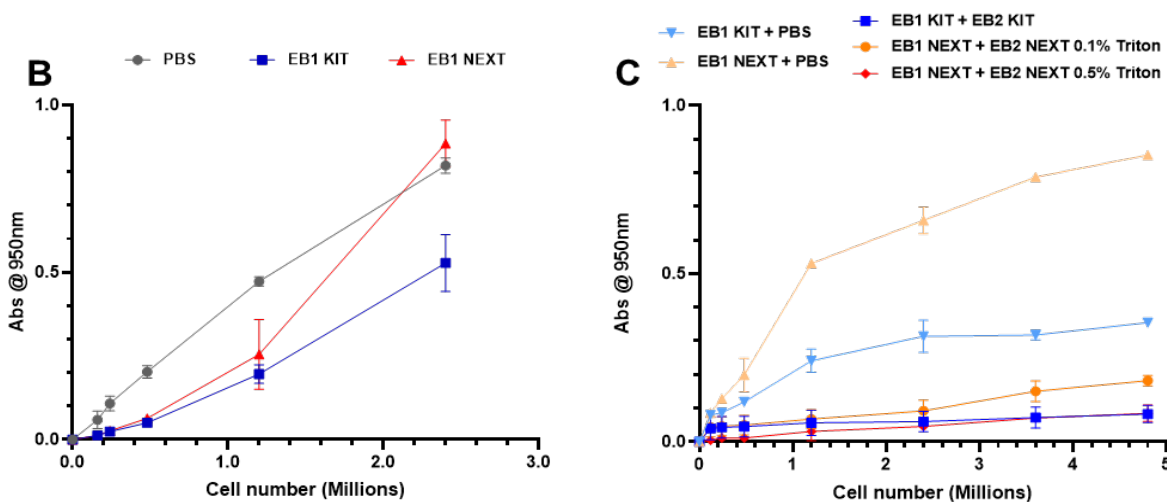 B
PBS
EB1 KIT
EB1 NEXT
1.0
0.5
0.0
Abs @ 950nm
0.0
1.0
2.0
3.0
Cell number (Millions)
C
EB1 KIT + PBS
EB1 NEXT + PBS
EB1 KIT + EB2 KIT
EB1 NEXT + EB2 NEXT 0.1% Triton
EB1 NEXT + EB2 NEXT 0.5% Triton
1.0
0.5
0.0
Abs @ 950nm
0
1
2
3
4
5
Cell number (Millions)